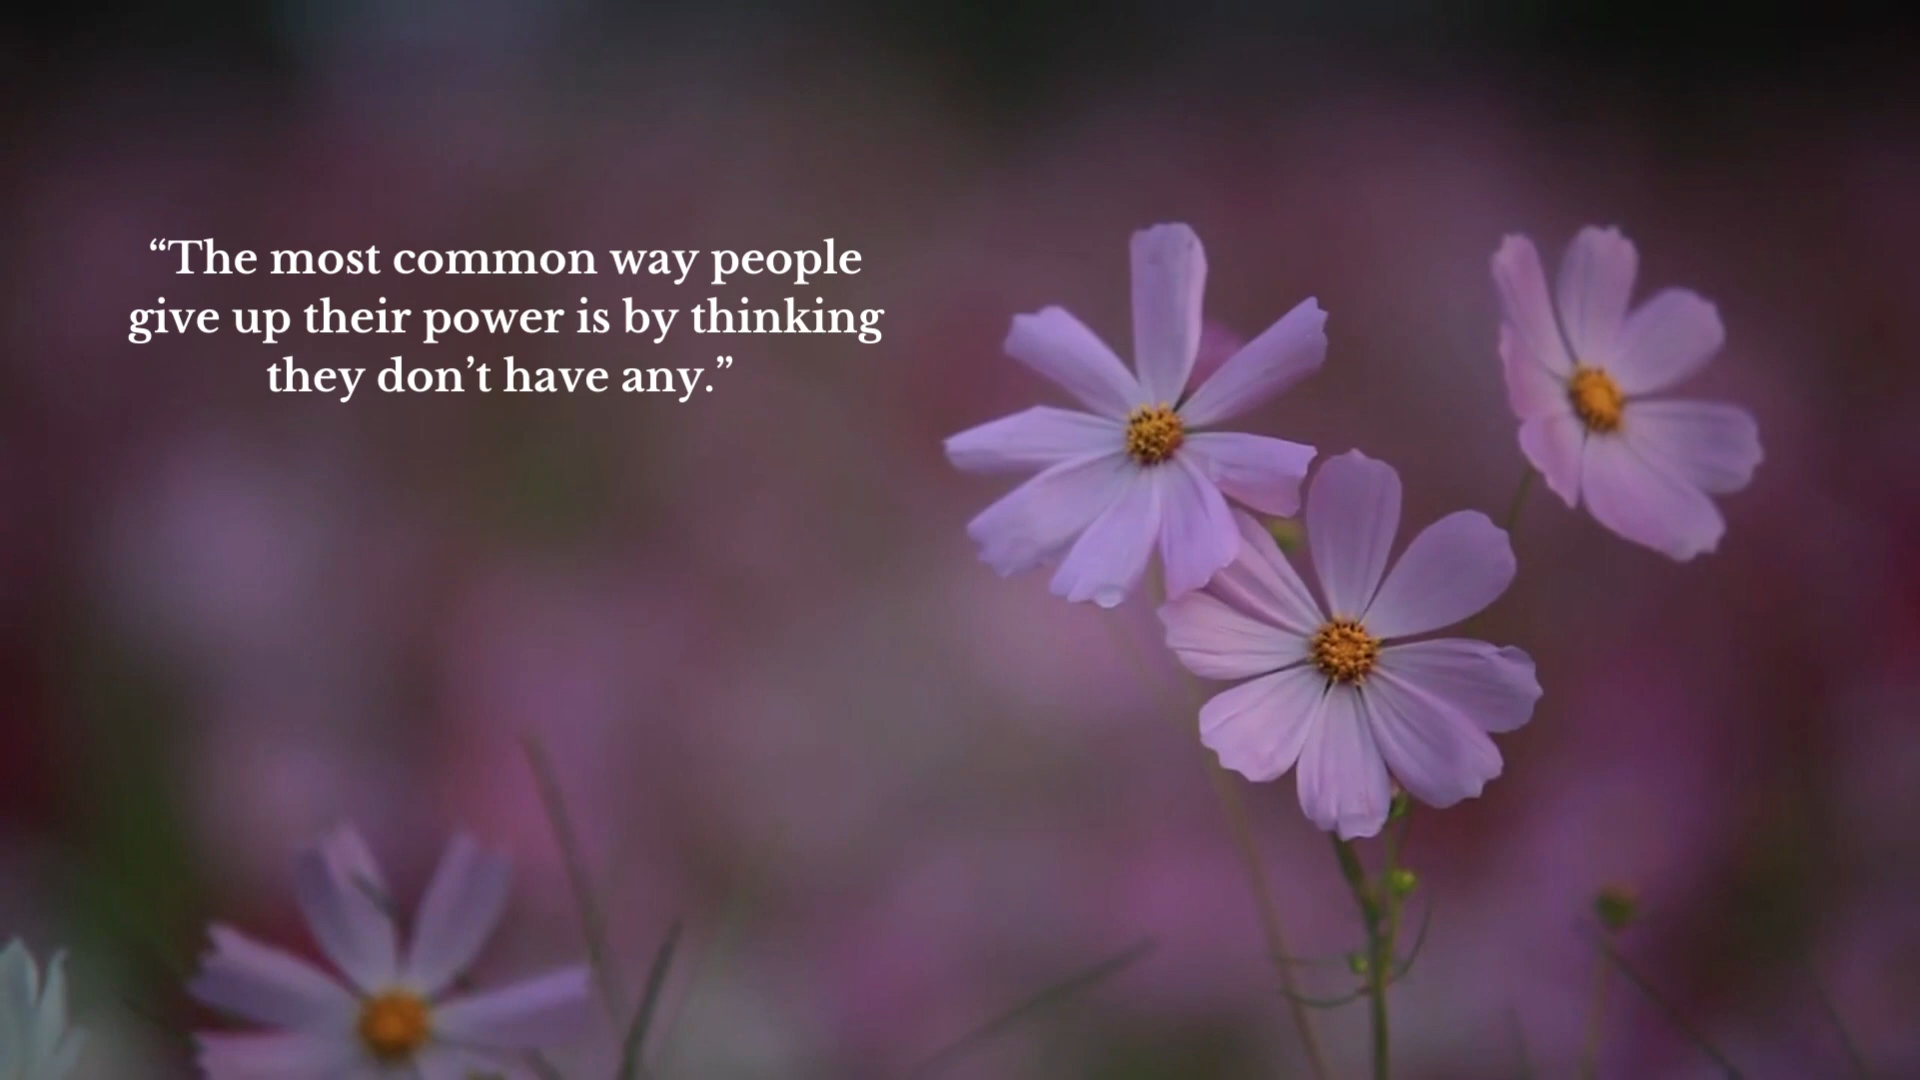 “The most common way people
give up their power is by thinking
they don’t have any.”